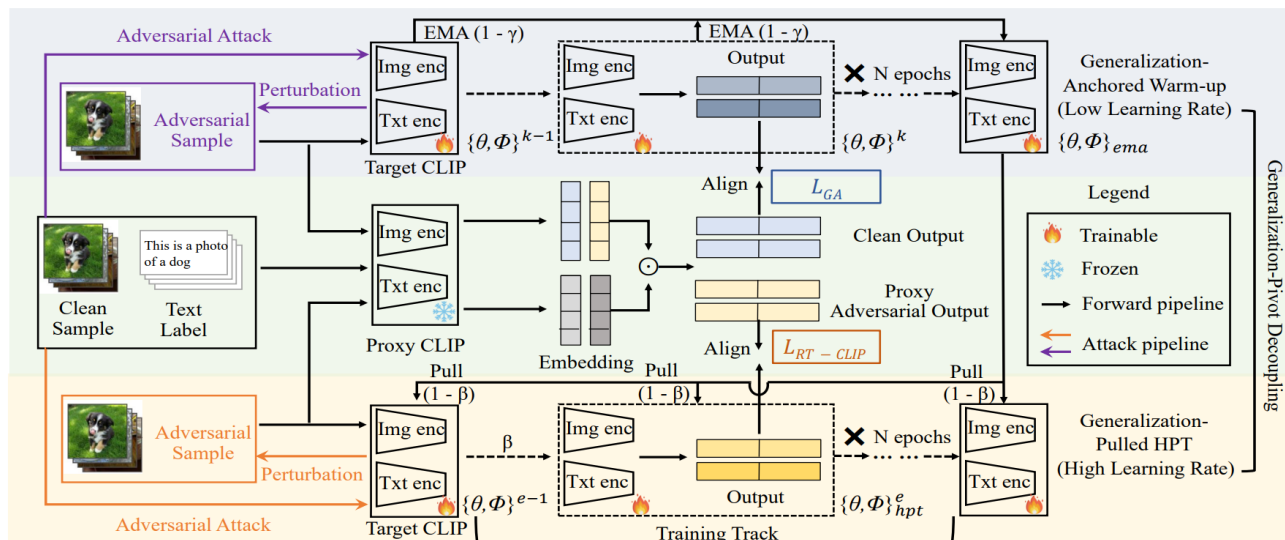 Adversarial Attack
EMA (1 - γ)
EMA (1 - γ)
Img enc
Txt enc
Perturbation
Adversarial
Sample
Target CLIP
{θ,Φ}^{k−1}
Img enc
Txt enc
Output
{θ,Φ}^{k}
N epochs
... ...
Img enc
Txt enc
{θ,Φ}_{ema}
Generalization-
Anchored Warm-up
(Low Learning Rate)
Generalization-Pivot Decoupling
Align
L_{GA}
This is a photo
of a dog
Clean
Sample
Text
Label
Img enc
Txt enc
Proxy CLIP
Embedding
Clean Output
Proxy
Adversarial Output
Align
L_{RT−CLIP}
Legend
Trainable
Frozen
Forward pipeline
Attack pipeline
Pull
(1 - β)
Pull
(1 - β)
Pull
(1 - β)
Adversarial
Sample
Perturbation
Adversarial Attack
Img enc
Txt enc
Target CLIP
β
{θ,Φ}^{e−1}
Img enc
Txt enc
Output
{θ,Φ}^{e}_{hpt}
N epochs
... ...
Img enc
Txt enc
Generalization-
Pulled HPT
(High Learning Rate)
Training Track